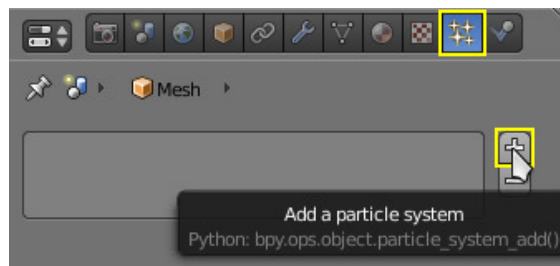 Mesh
Add a particle system
Python: bpy.ops.object.particle_system_add()